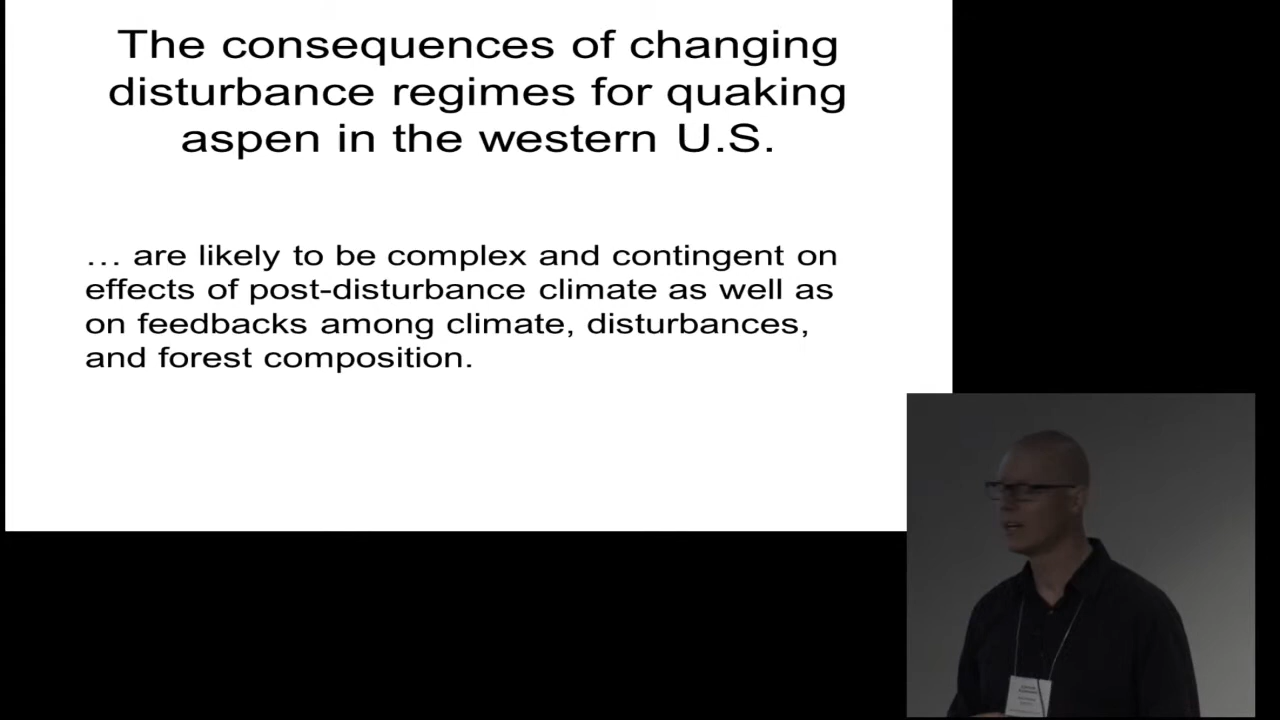 The consequences of changing
disturbance regimes for quaking
aspen in the western U.S.
… are likely to be complex and contingent on
effects of post-disturbance climate as well as
on feedbacks among climate, disturbances,
and forest composition.